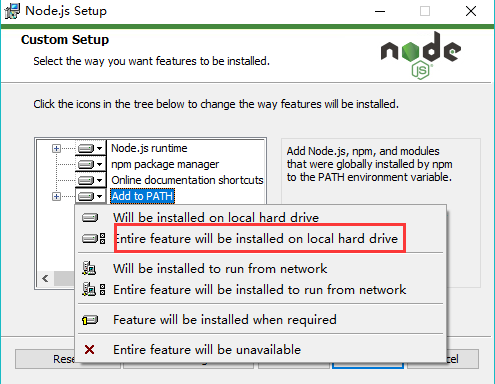 Node.js Setup
Custom Setup
Select the way you want features to be installed.
node
JS
Click the icons in the tree below to change the way features will be installed.
Node.js runtime
npm package manager
Online documentation shortcuts
Add to PATH
Add Node.js, npm, and modules
that were globally installed by npm
to the PATH environment variable.
Will be installed on local hard drive
Entire feature will be installed on local hard drive
Will be installed to run from network
Entire feature will be installed to run from network
Feature will be installed when required
Entire feature will be unavailable
Rese
cel